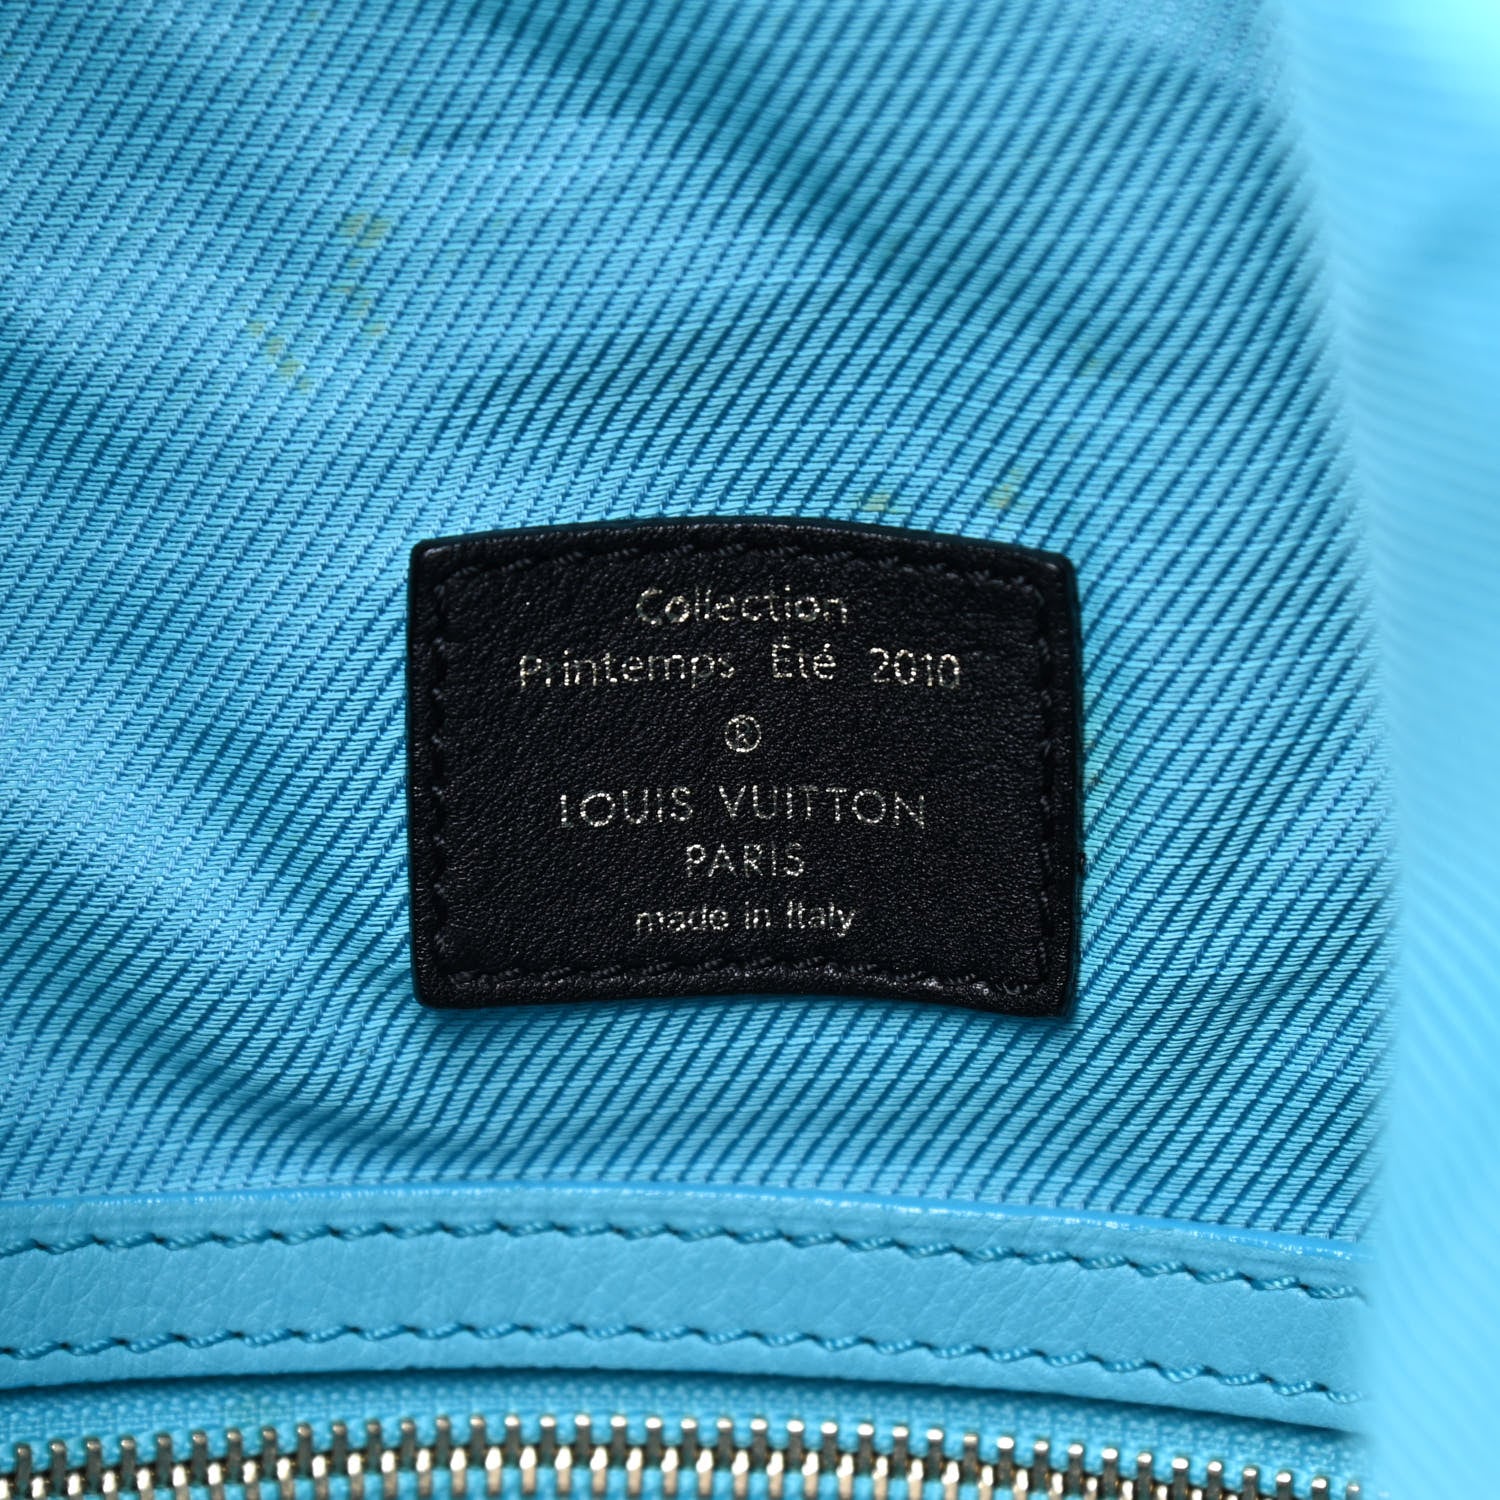 Collection
Printemps Été 2010
®
LOUIS VUITTON
PARIS
made in Italy